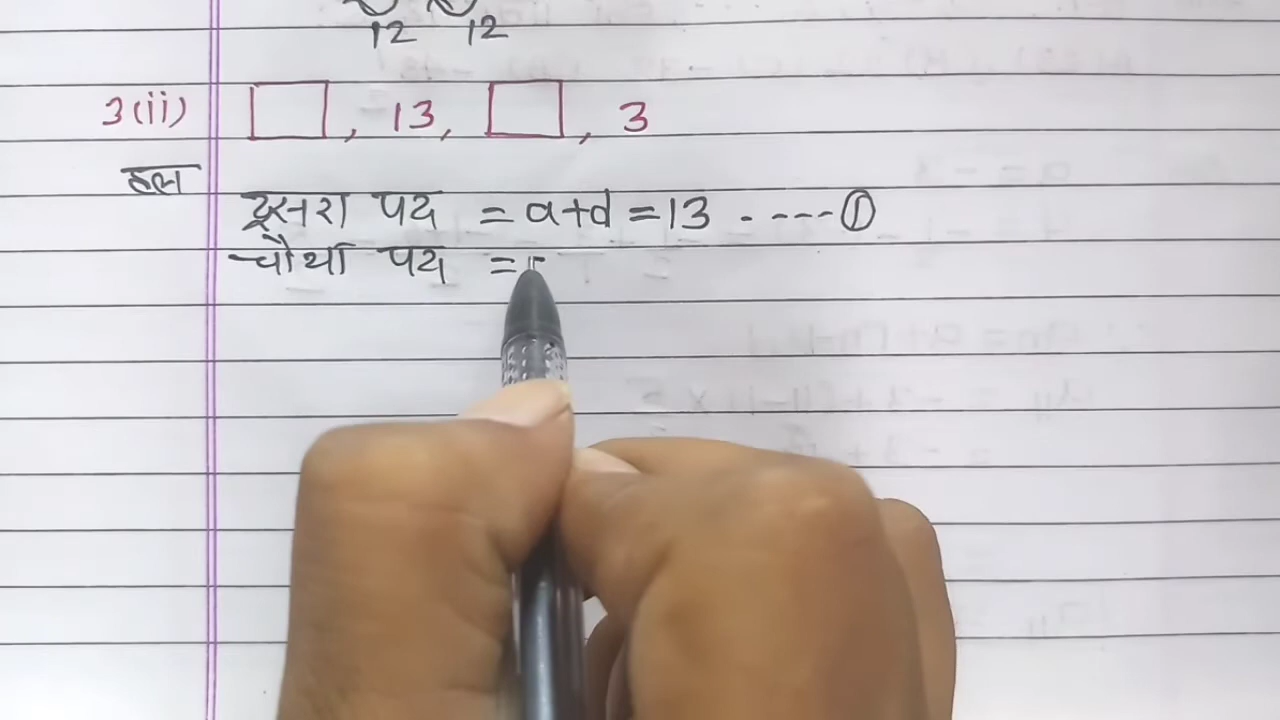 12 12
3(ii) , 13, , 3
हल
दूसरा पद = a+d = 13 - ---- ①
चौथा पद =